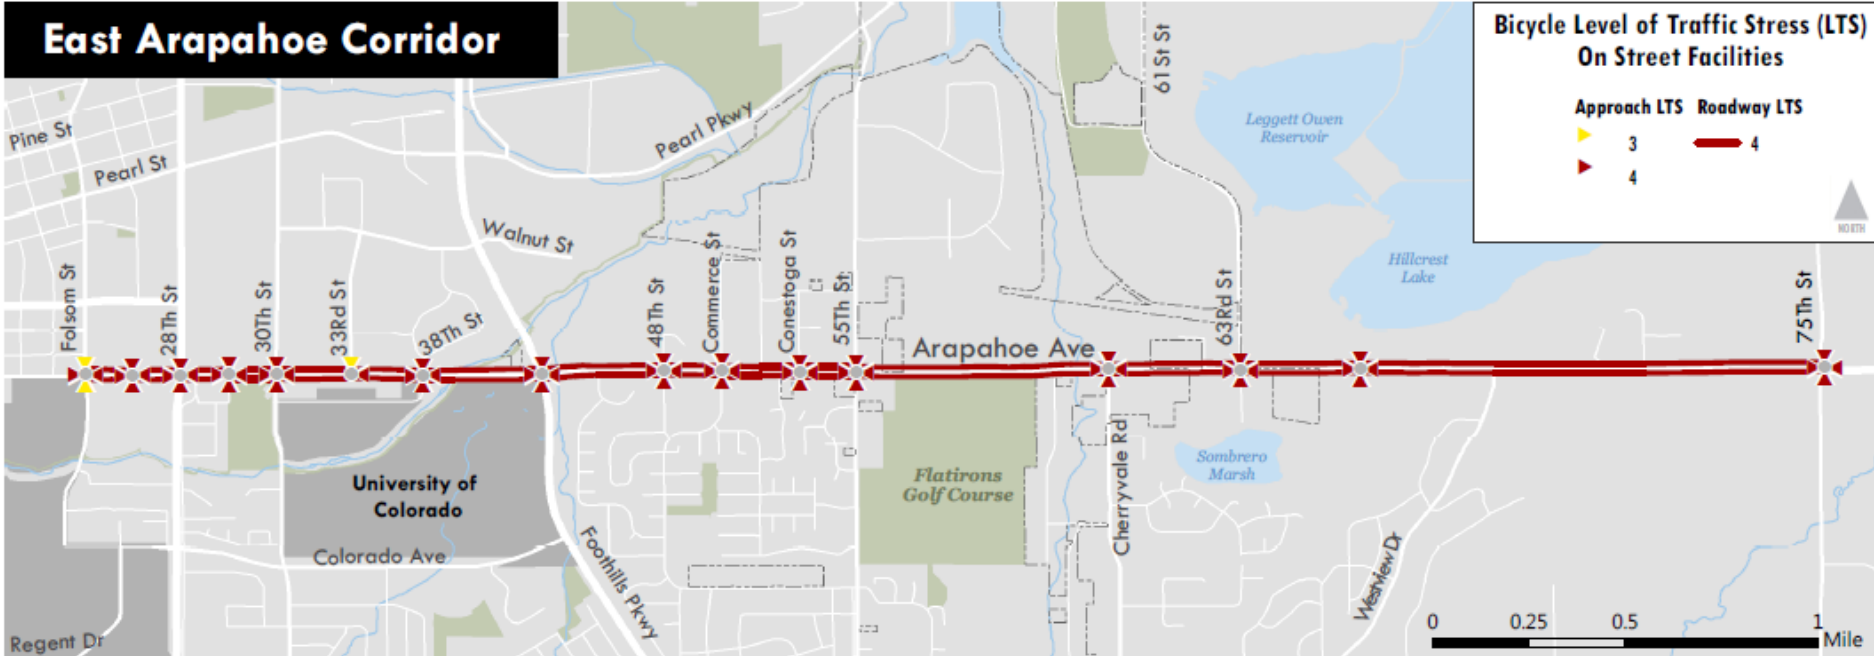 East Arapahoe Corridor
Bicycle Level of Traffic Stress (LTS)
On Street Facilities
Approach LTS
Roadway LTS
3
4
4
NORTH
Pine St
Pearl St
Pearl Pkwy
61St St
Leggett Owen
Reservoir
Walnut St
Hillcrest
Lake
Folsom St
28Th St
30Th St
33Rd St
38Th St
48Th St
Commerce St
Conestoga St
55Th St
63Rd St
75Th St
Arapahoe Ave
University of
Colorado
Flatirons
Golf Course
Sombrero
Marsh
Cherryvale Rd
Colorado Ave
Foothills Pkwy
Westview Dr
Regent Dr
0
0.25
0.5
1
Mile